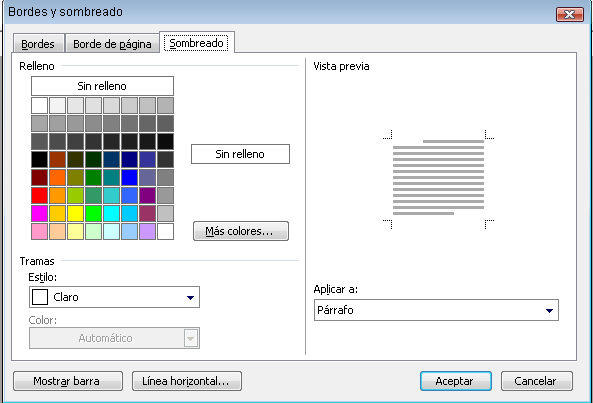 Bordes y sombreado
Bordes
Borde de página
Sombreado
Relleno
Sin relleno
Sin relleno
Más colores...
Tramas
Estilo:
Claro
Color:
Automático
Vista previa
Aplicar a:
Párrafo
Mostrar barra
Línea horizontal...
Aceptar
Cancelar